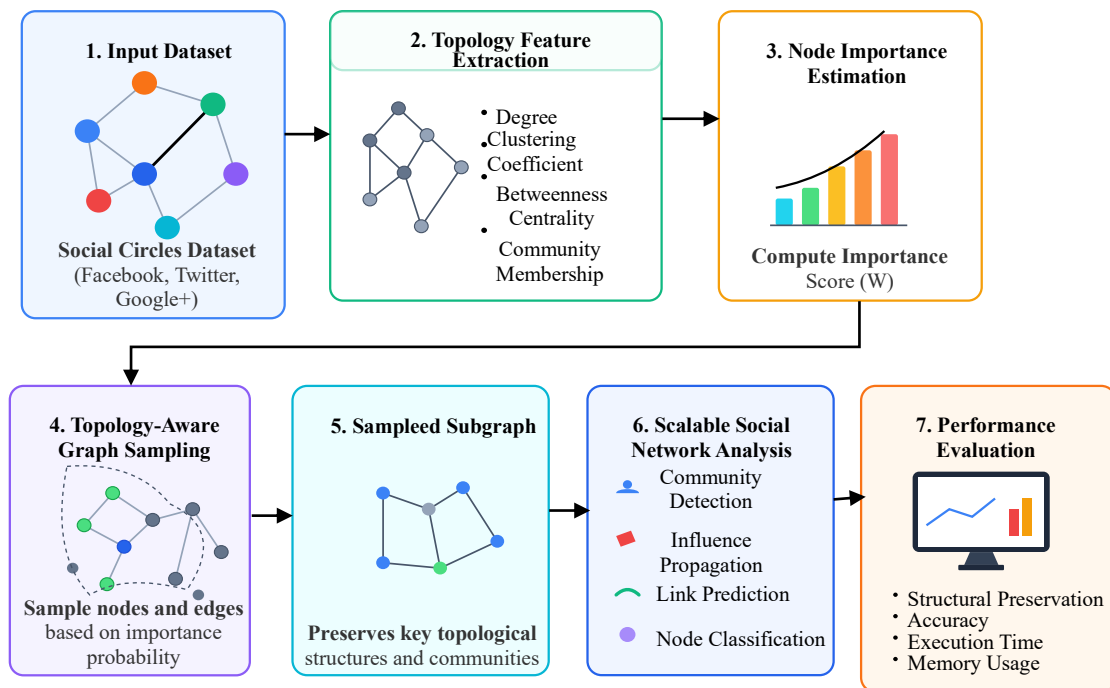 1. Input Dataset
Social Circles Dataset
(Facebook, Twitter,
Google+)
2. Topology Feature
Extraction
• Degree
• Clustering
Coefficient
• Betweenness
Centrality
• Community
Membership
3. Node Importance
Estimation
Compute Importance
Score (W)
4. Topology-Aware
Graph Sampling
Sample nodes and edges
based on importance
probability
5. Sampleed Subgraph
Preserves key topological
structures and communities
6. Scalable Social
Network Analysis
Community
Detection
Influence
Propagation
Link Prediction
Node Classification
7. Performance
Evaluation
• Structural Preservation
• Accuracy
• Execution Time
• Memory Usage